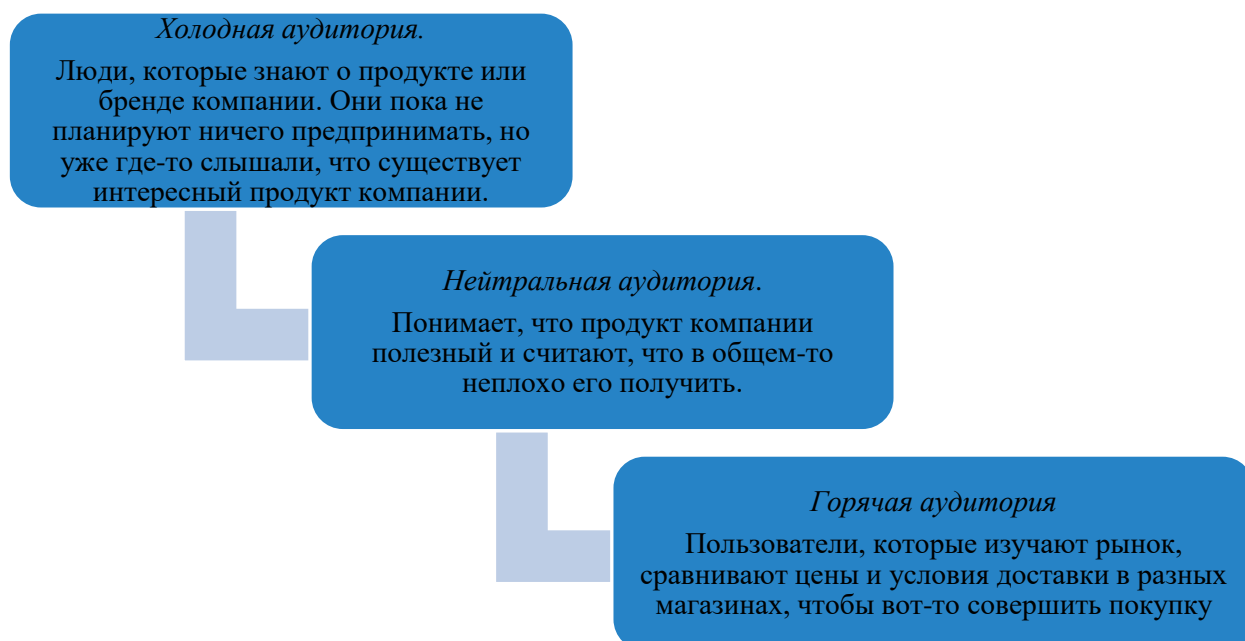 Холодная аудитория.
Люди, которые знают о продукте или
бренде компании. Они пока не
планируют ничего предпринимать, но
уже где-то слышали, что существует
интересный продукт компании.
Нейтральная аудитория.
Понимает, что продукт компании
полезный и считают, что в общем-то
неплохо его получить.
Горячая аудитория
Пользователи, которые изучают рынок,
сравнивают цены и условия доставки в разных
магазинах, чтобы вот-то совершить покупку